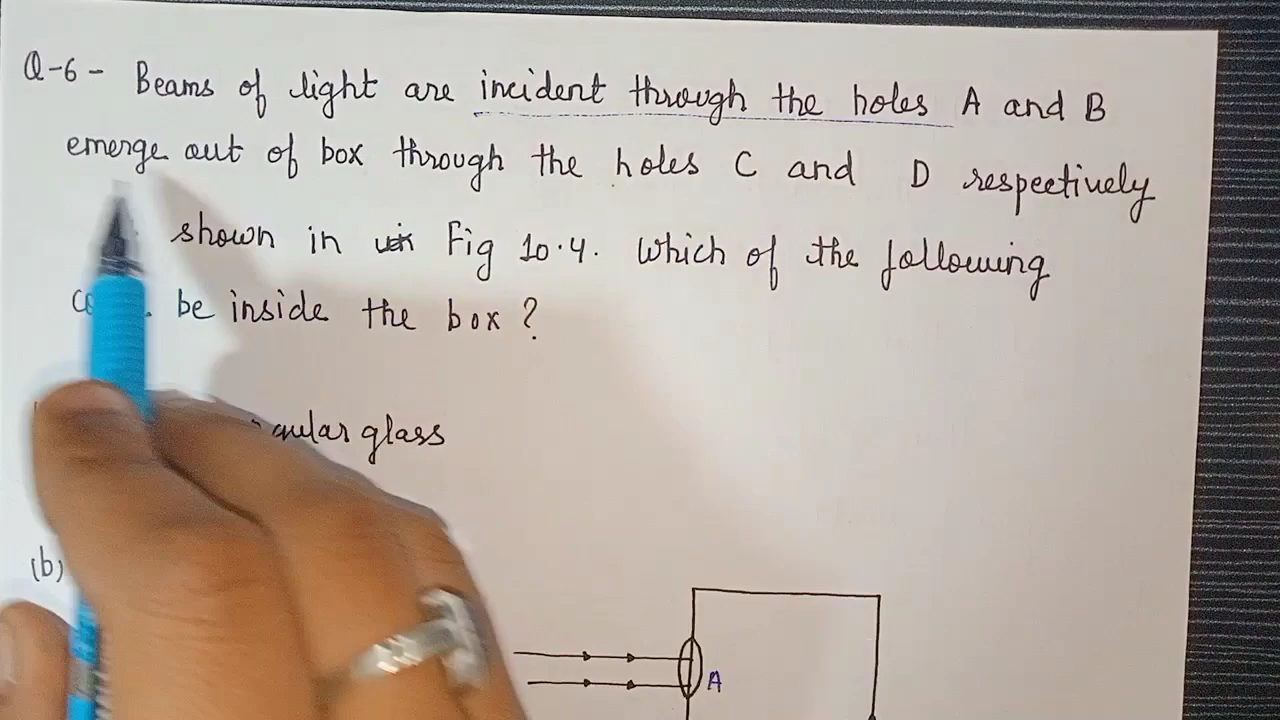 Q-6- Beams of light are incident through the holes A and B
emerge out of box through the holes C and D respectively
shown in Fig 10.4. Which of the following
be inside the box?
glass
(b)
A